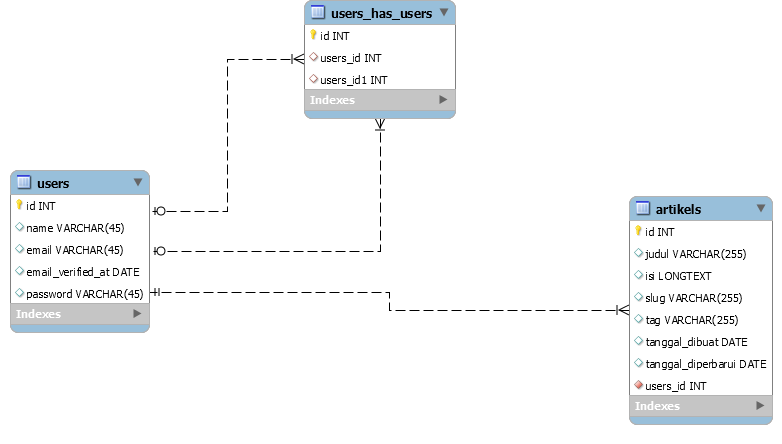 users_has_users
id INT
users_id INT
users_id1 INT
Indexes
users
id INT
name VARCHAR(45)
email VARCHAR(45)
email_verified_at DATE
password VARCHAR(45)
Indexes
artikels
id INT
judul VARCHAR(255)
isi LONGTEXT
slug VARCHAR(255)
tag VARCHAR(255)
tanggal_dibuat DATE
tanggal_diperbarui DATE
users_id INT
Indexes